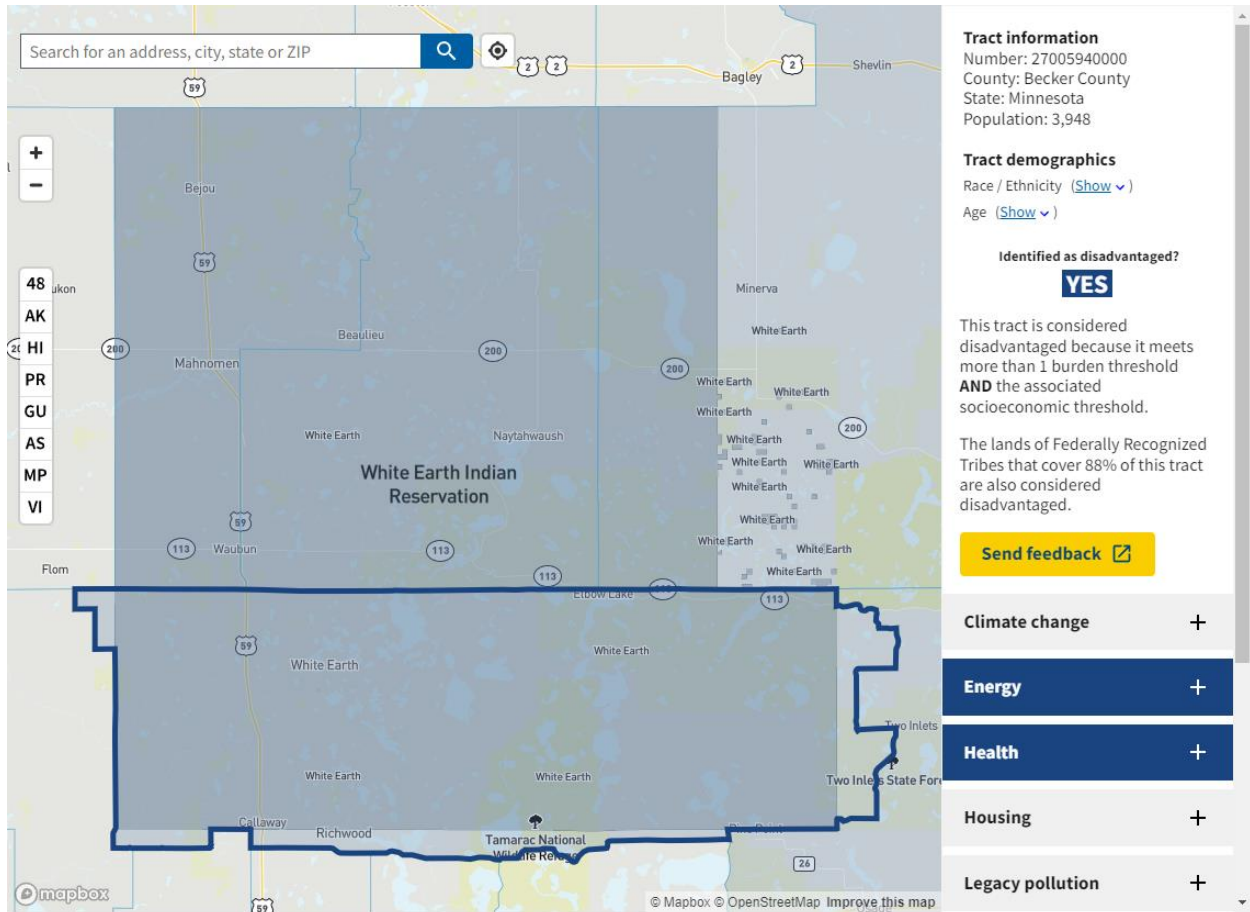 Search for an address, city, state or ZIP
59
2
2
Bagley
2
Shevlin
+
−
48
AK
HI
PR
GU
AS
MP
VI
Bejou
59
Minerva
Beaulieu
White Earth
200
Mahnomen
200
200
White Earth
White Earth
White Earth
200
White Earth
Naytahwaush
White Earth
White Earth Indian
Reservation
White Earth
White Earth
White Earth
59
White Earth
113
Waubun
113
White Earth
White Earth
Flom
113
White Earth
Elbow Lake
113
59
White Earth
White Earth
Two Inlets
White Earth
White Earth
Two Inlets State Fore
Callaway
Richwood
Tamarac National
Wildlife Refuge
Pine Point
26
59
mapbox
© Mapbox © OpenStreetMap Improve this map
Tract information
Number: 27005940000
County: Becker County
State: Minnesota
Population: 3,948
Tract demographics
Race / Ethnicity (Show )
Age (Show )
Identified as disadvantaged?
YES
This tract is considered
disadvantaged because it meets
more than 1 burden threshold
AND the associated
socioeconomic threshold.
The lands of Federally Recognized
Tribes that cover 88% of this tract
are also considered
disadvantaged.
Send feedback
Climate change +
Energy +
Health +
Housing +
Legacy pollution +